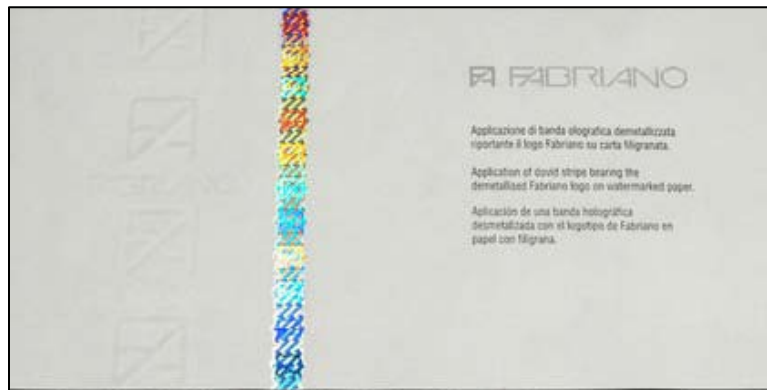 FABRIANO
Applicazione di banda olografica demetallizzata
riportante il logo Fabriano su carta filigranata.
Application of dovid stripe bearing the
demetallised Fabriano logo on watermarked paper.
Aplicación de una banda holográfica
desmetalizada con el logotipo de Fabriano en
papel con filigrana.
FABRIANO